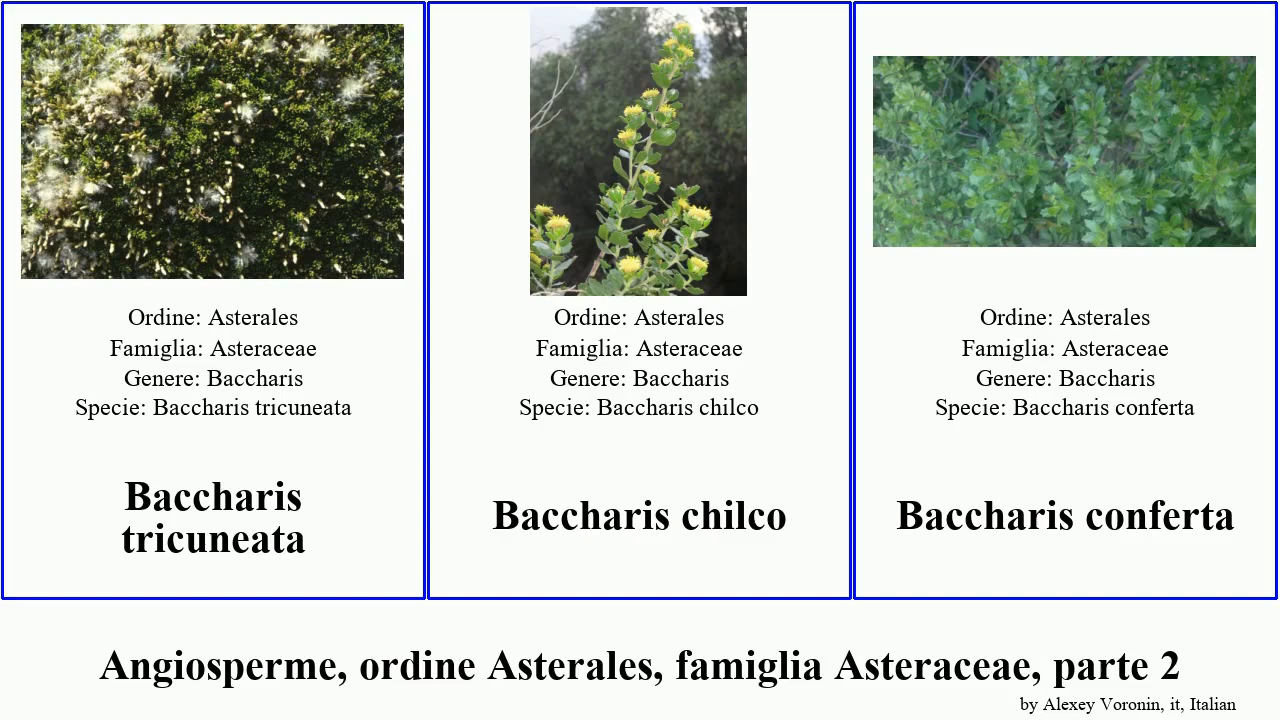 Ordine: Asterales
Famiglia: Asteraceae
Genere: Baccharis
Specie: Baccharis tricuneata
Baccharis
tricuneata
Ordine: Asterales
Famiglia: Asteraceae
Genere: Baccharis
Specie: Baccharis chilco
Baccharis chilco
Ordine: Asterales
Famiglia: Asteraceae
Genere: Baccharis
Specie: Baccharis conferta
Baccharis conferta
Angiosperme, ordine Asterales, famiglia Asteraceae, parte 2
by Alexey Voronin, it, Italian